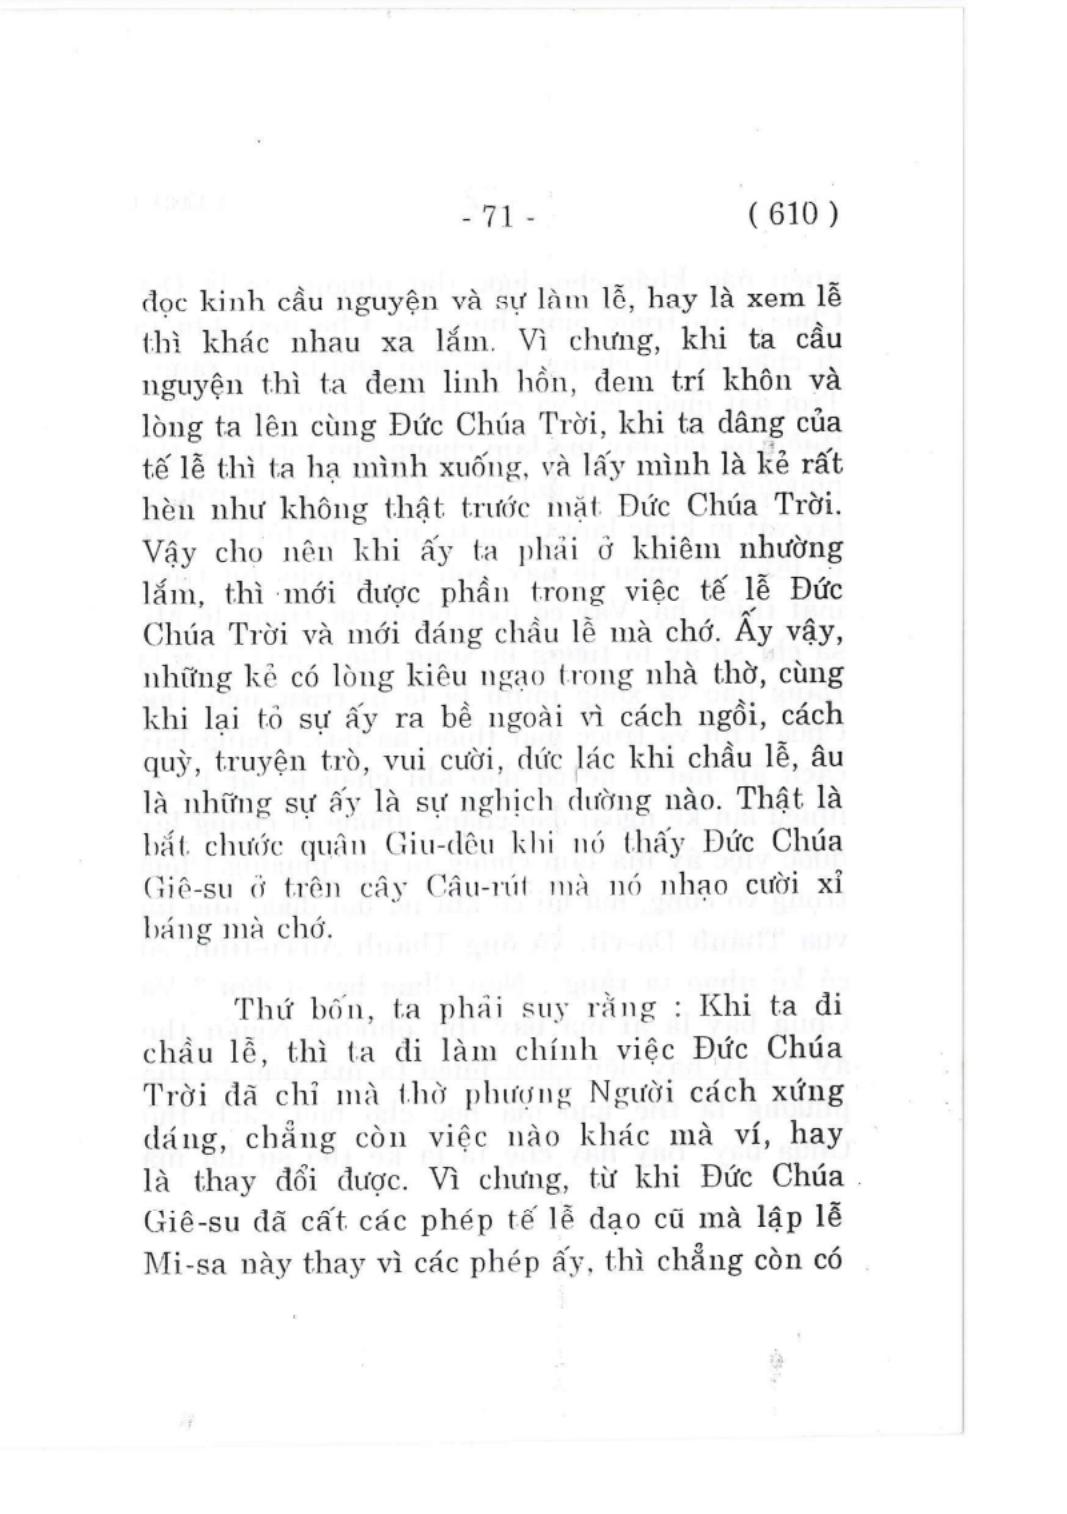 - 71 - ( 610 )
đọc kinh cầu nguyện và sự làm lễ, hay là xem lễ
thì khác nhau xa lắm. Vì chưng, khi ta cầu
nguyện thì ta đem linh hồn, đem trí khôn và
lòng ta lên cùng Đức Chúa Trời, khi ta dâng của
tế lễ thì ta hạ mình xuống, và lấy mình là kẻ rất
hèn như không thật trước mặt Đức Chúa Trời.
Vậy cho nên khi ấy ta phải ở khiêm nhường
lắm, thì mới được phần trong việc tế lễ Đức
Chúa Trời và mới đáng chầu lễ mà chớ. Ấy vậy,
những kẻ có lòng kiêu ngạo trong nhà thờ, cùng
khi lại tỏ sự ấy ra bề ngoài vì cách ngồi, cách
quỳ, truyện trò, vui cười, dức lác khi chầu lễ, âu
là những sự ấy là sự nghịch dường nào. Thật là
bắt chước quân Giu-dêu khi nó thấy Đức Chúa
Giê-su ở trên cây Câu-rút mà nó nhạo cười xỉ
báng mà chớ.
Thứ bốn, ta phải suy rằng : Khi ta đi
chầu lễ, thì ta đi làm chính việc Đức Chúa
Trời đã chỉ mà thờ phượng Người cách xứng
dáng, chẳng còn việc nào khác mà ví, hay
là thay đổi được. Vì chưng, từ khi Đức Chúa
Giê-su đã cất các phép tế lễ dạo cũ mà lập lễ
Mi-sa này thay vì các phép ấy, thì chẳng còn có